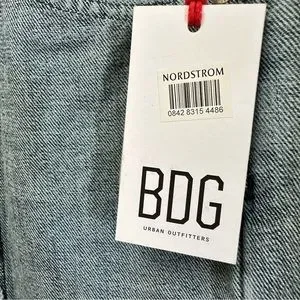 NORDSTROM
0842 8315 4486
BDG
URBAN OUTFITTERS